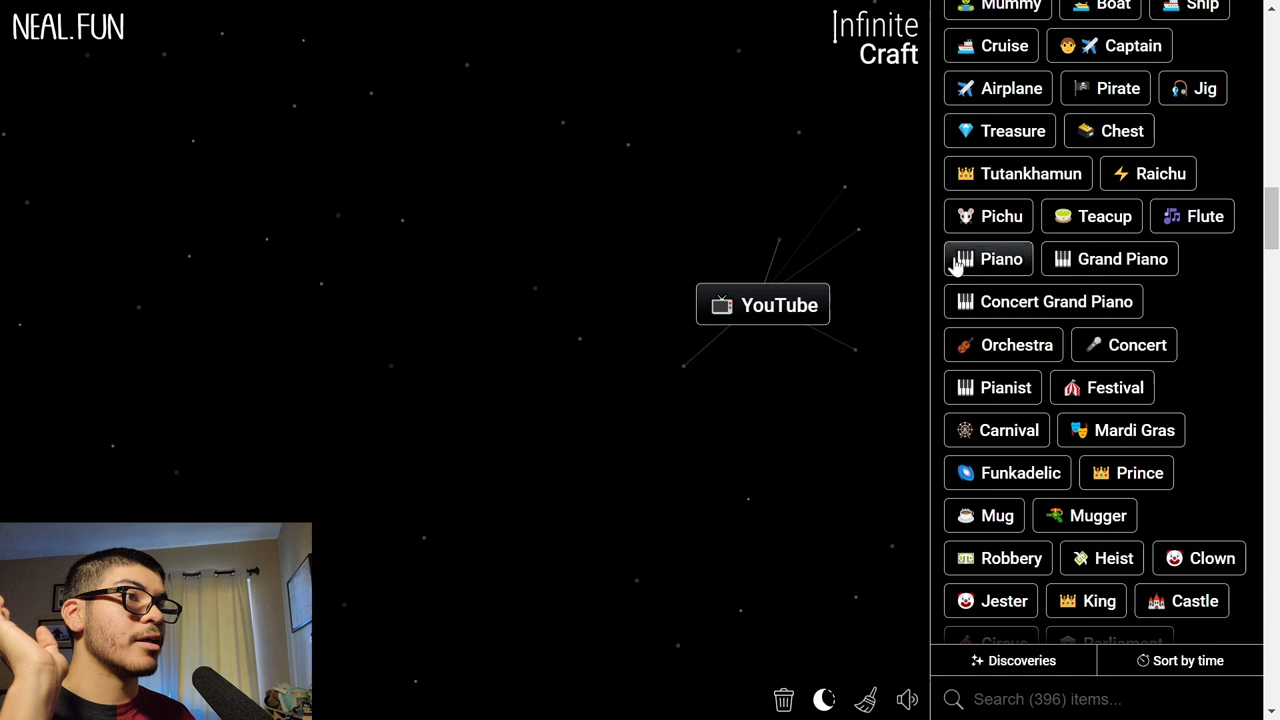 NEAL.FUN
Infinite
Craft
YouTube
Mummy Boat Ship
Cruise Captain
Airplane Pirate Jig
Treasure Chest
Tutankhamun Raichu
Pichu Teacup Flute
Piano Grand Piano
Concert Grand Piano
Orchestra Concert
Pianist Festival
Carnival Mardi Gras
Funkadelic Prince
Mug Mugger
Robbery Heist Clown
Jester King Castle
Circus Parliament
Discoveries Sort by time
Search (396) items...